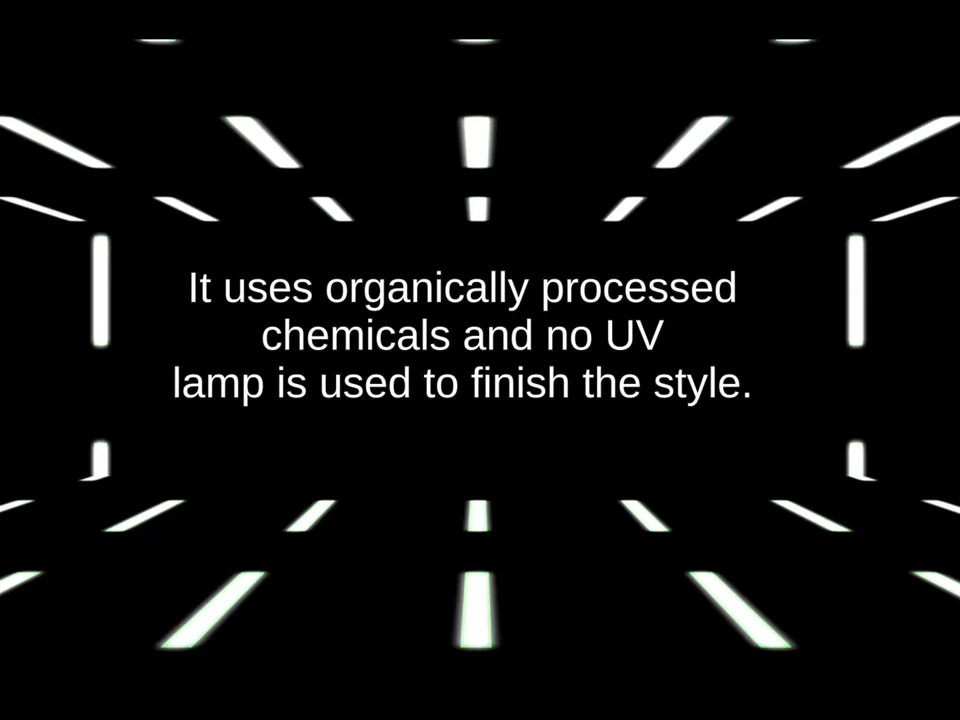 It uses organically processed
chemicals and no UV
lamp is used to finish the style.